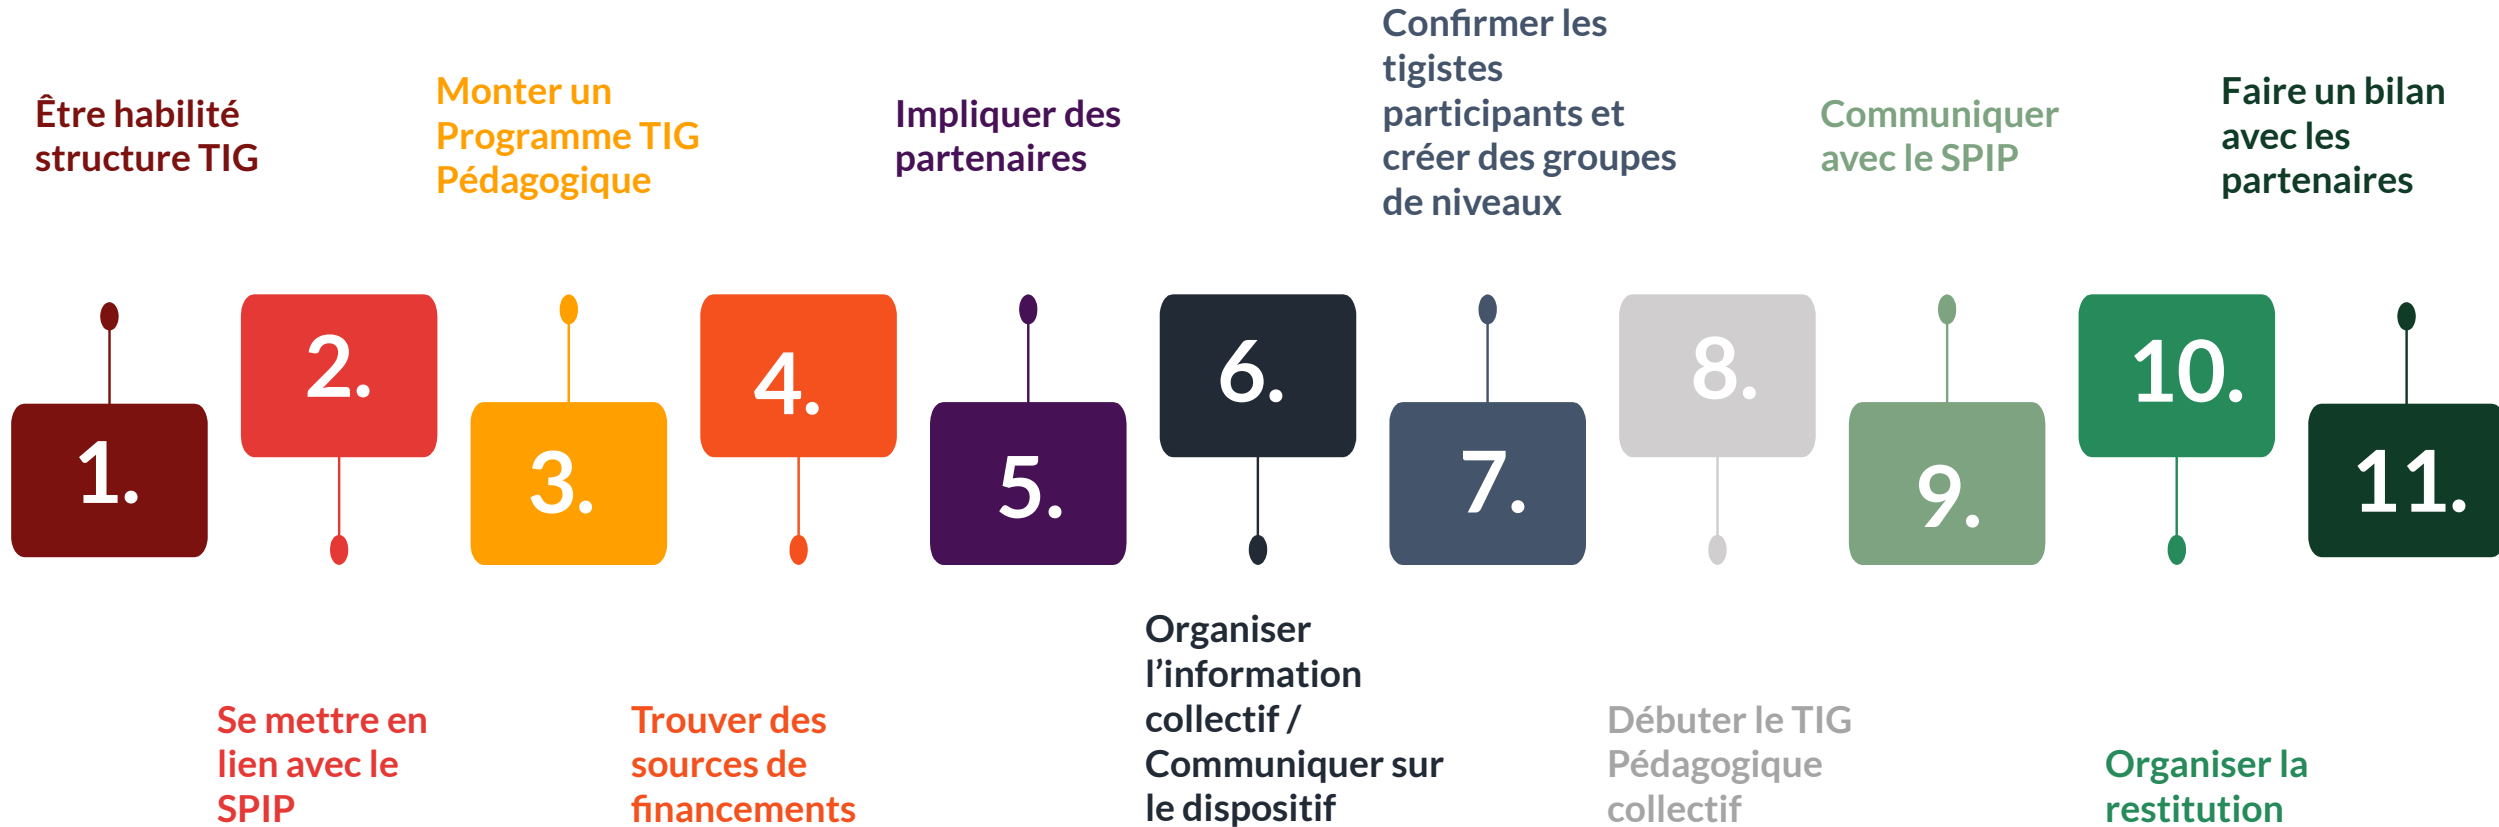 Être habilité
structure TIG
1.
2.
Se mettre en
lien avec le
SPIP
Monter un
Programme TIG
Pédagogique
3.
4.
Trouver des
sources de
financements
Impliquer des
partenaires
5.
6.
Organiser
l’information
collectif /
Communiquer sur
le dispositif
Confirmer les
tigistes
participants et
créer des groupes
de niveaux
7.
8.
Débuter le TIG
Pédagogique
collectif
Communiquer
avec le SPIP
9.
10.
Organiser la
restitution
Faire un bilan
avec les
partenaires
11.